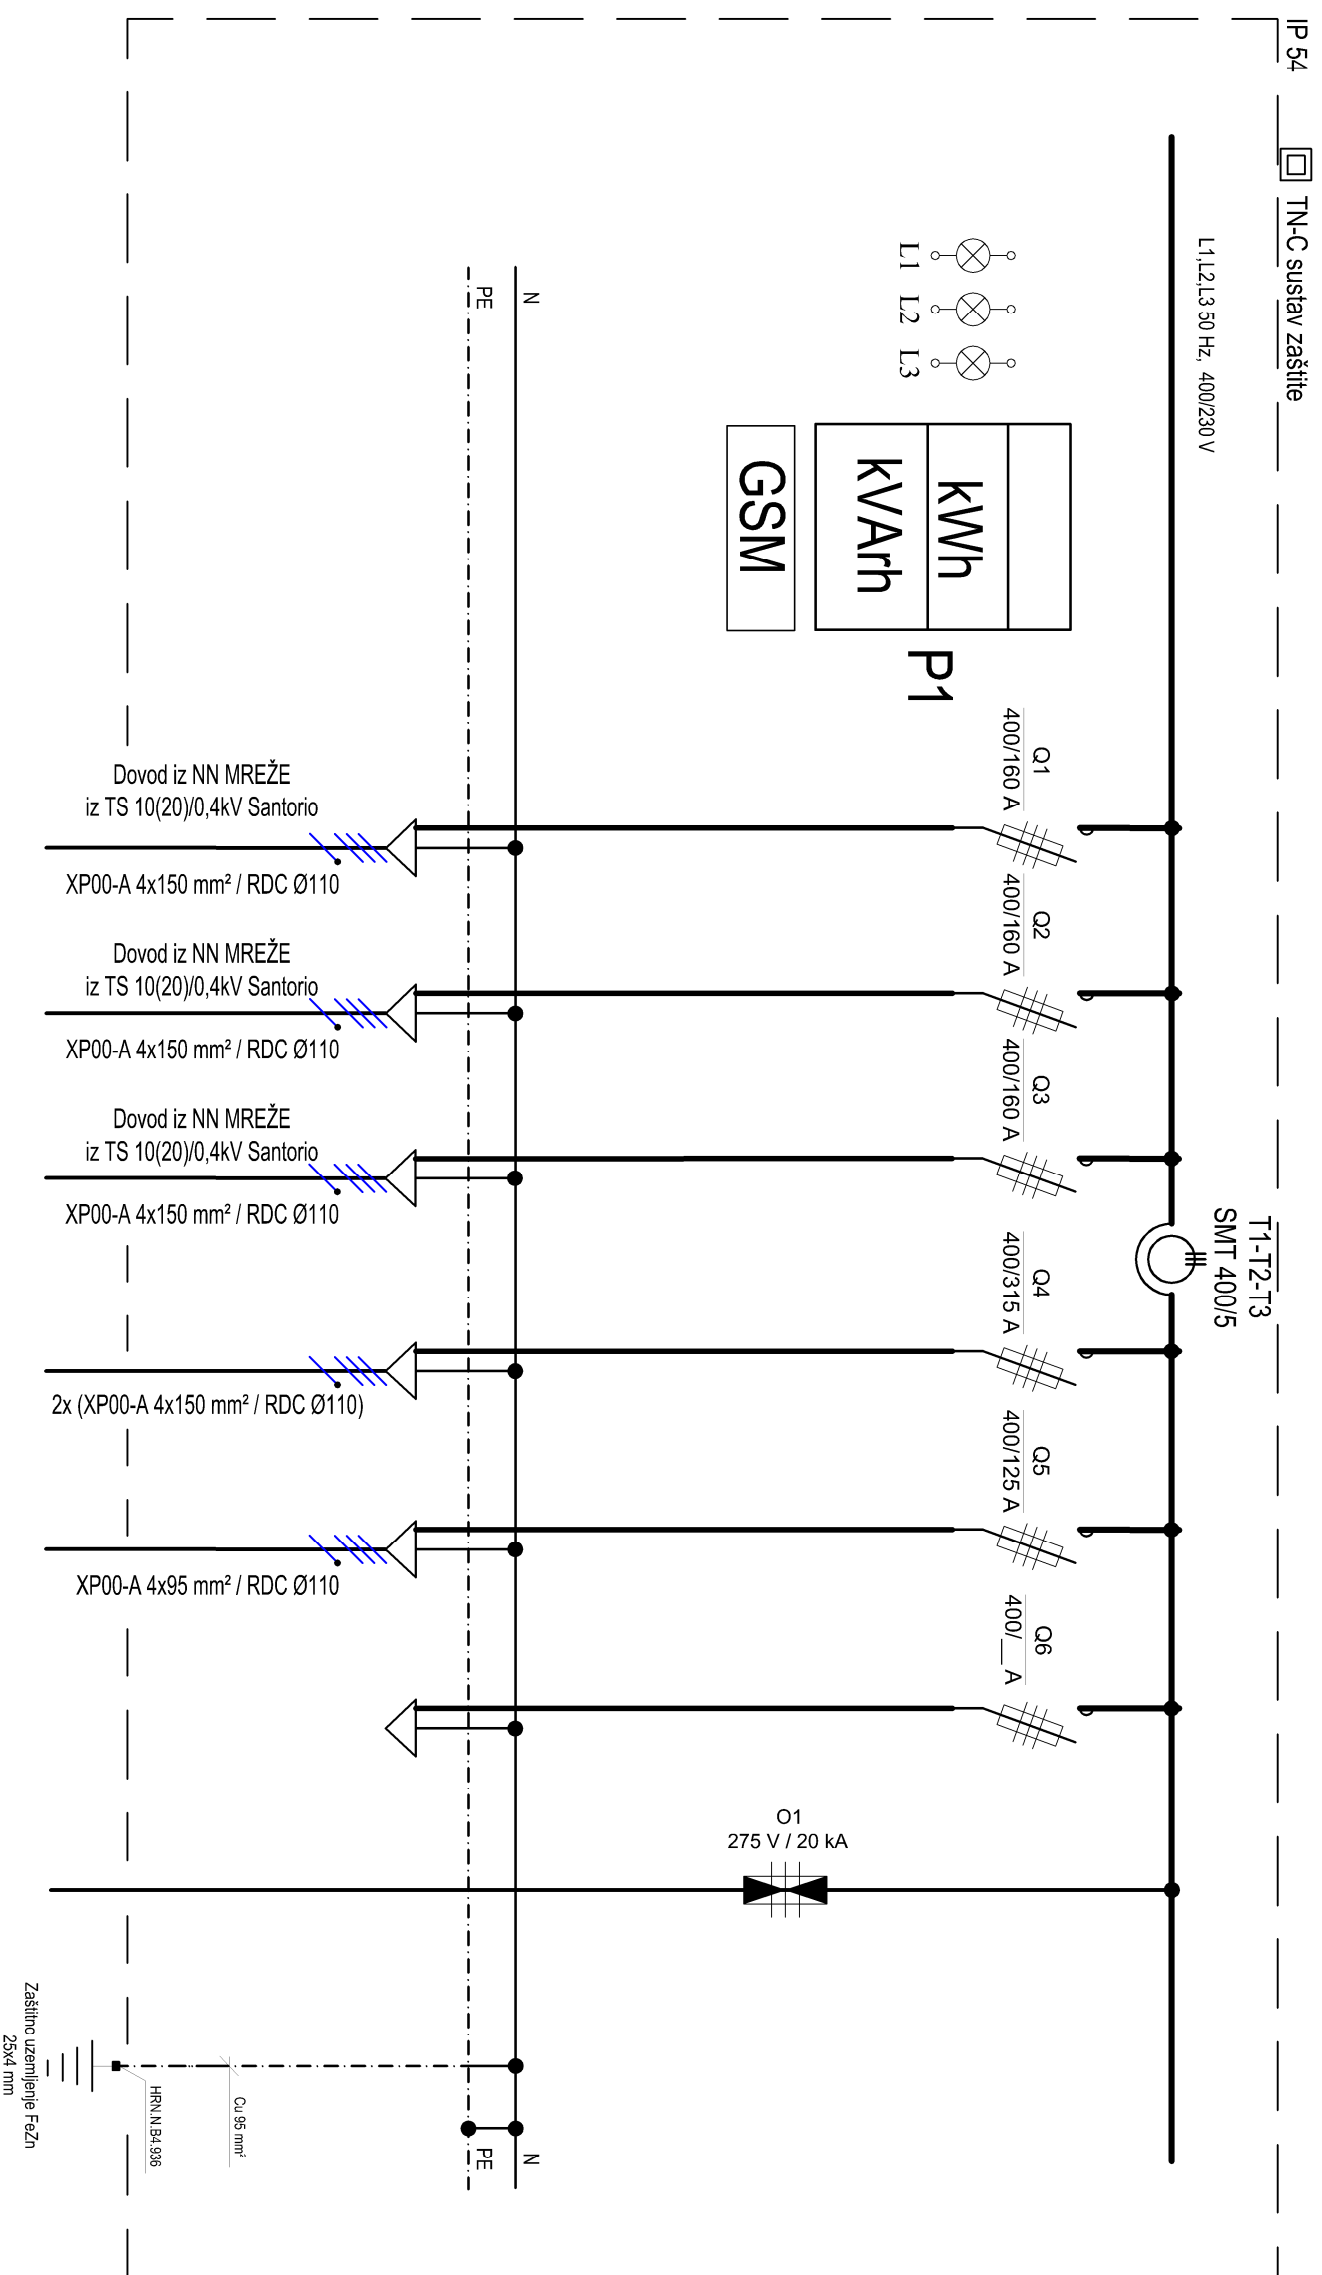 IP 54
TN-C sustav zaštite
L1,L2,L3 50 Hz, 400/230 V
L1
L2
L3
kWh
kVArh
GSM
P1
N
PE
Q1
400/160 A
Dovod iz NN MREŽE
iz TS 10(20)/0,4kV Santorio
XP00-A 4x150 mm² / RDC Ø110
Q2
400/160 A
Dovod iz NN MREŽE
iz TS 10(20)/0,4kV Santorio
XP00-A 4x150 mm² / RDC Ø110
Q3
400/160 A
Dovod iz NN MREŽE
iz TS 10(20)/0,4kV Santorio
XP00-A 4x150 mm² / RDC Ø110
T1-T2-T3
SMT 400/5
Q4
400/315 A
2x (XP00-A 4x150 mm² / RDC Ø110)
Q5
400/125 A
XP00-A 4x95 mm² / RDC Ø110
Q6
400/__ A
O1
275 V / 20 kA
N
PE
Cu 95 mm²
HRN.N.B4.936
Zaštitno uzemljenje FeZn
25x4 mm